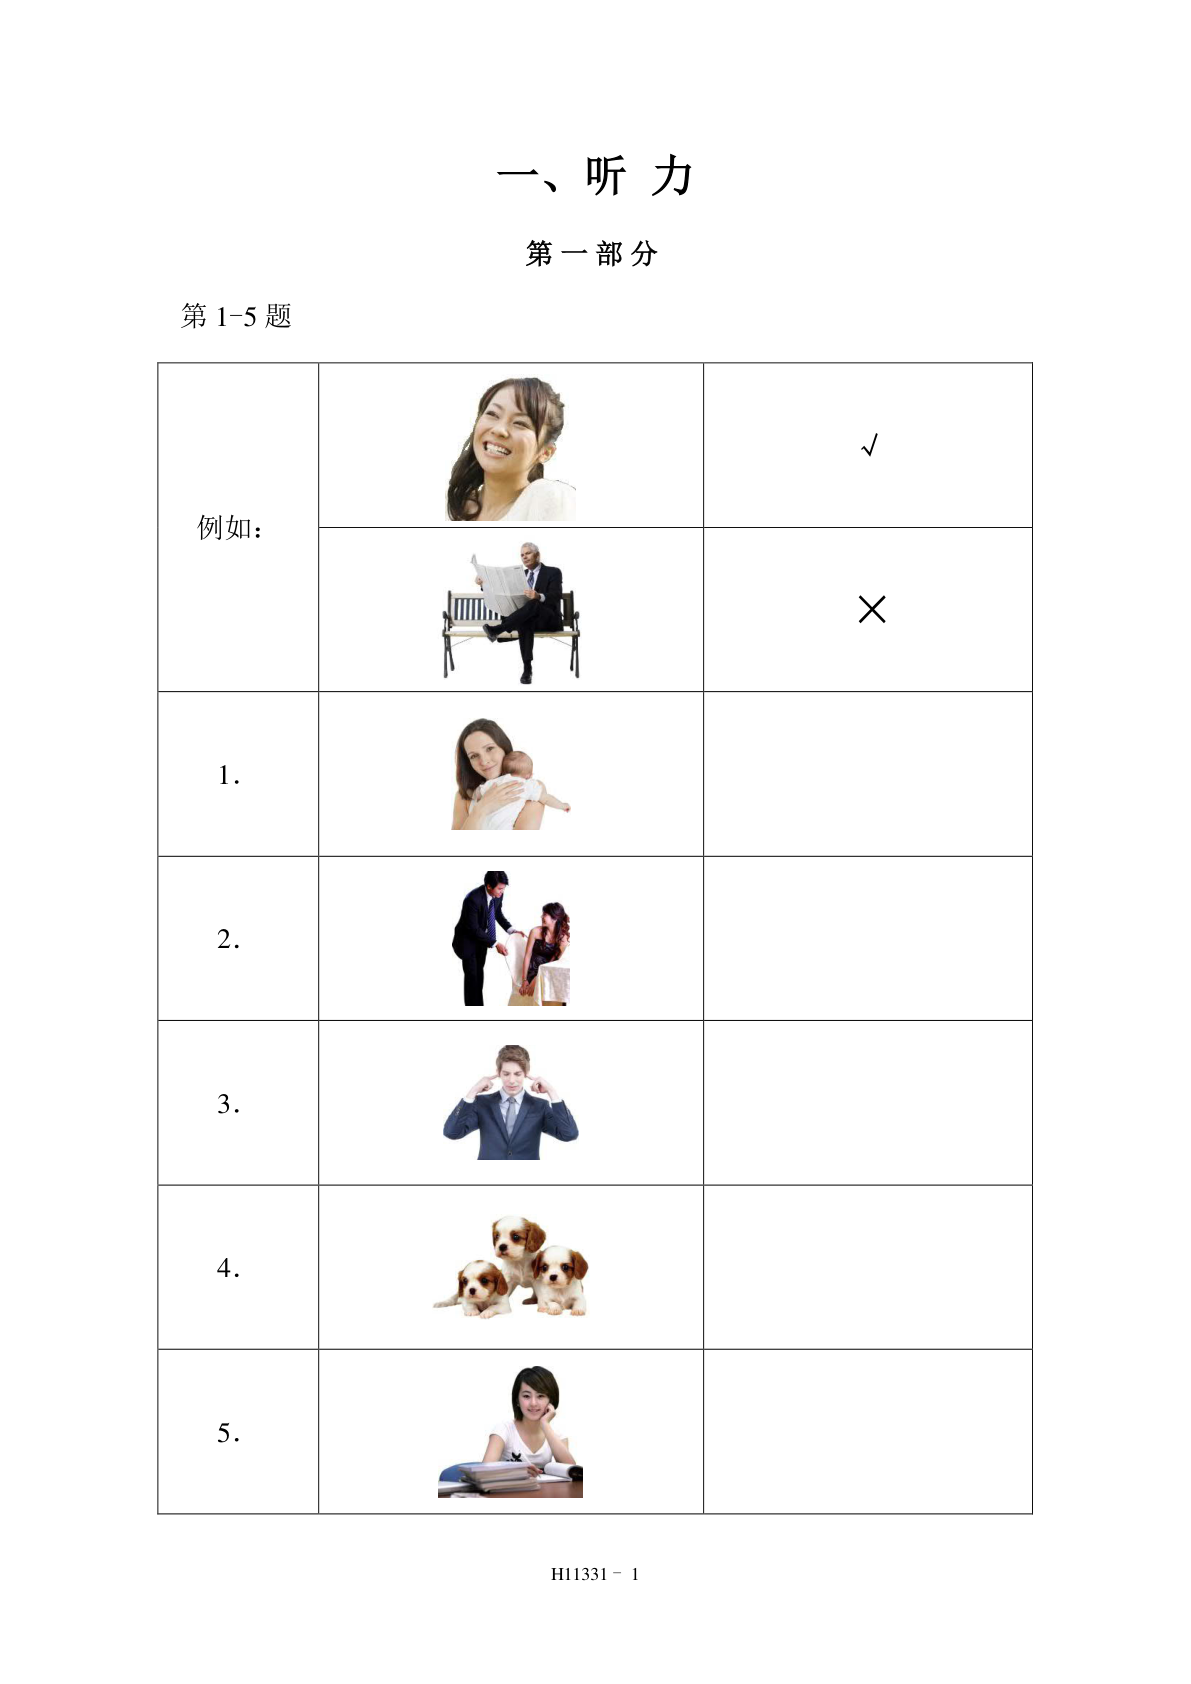 一、听 力
第 一 部 分
第 1-5 题
例如：
√
×
1．
2．
3．
4．
5．
H11331- 1